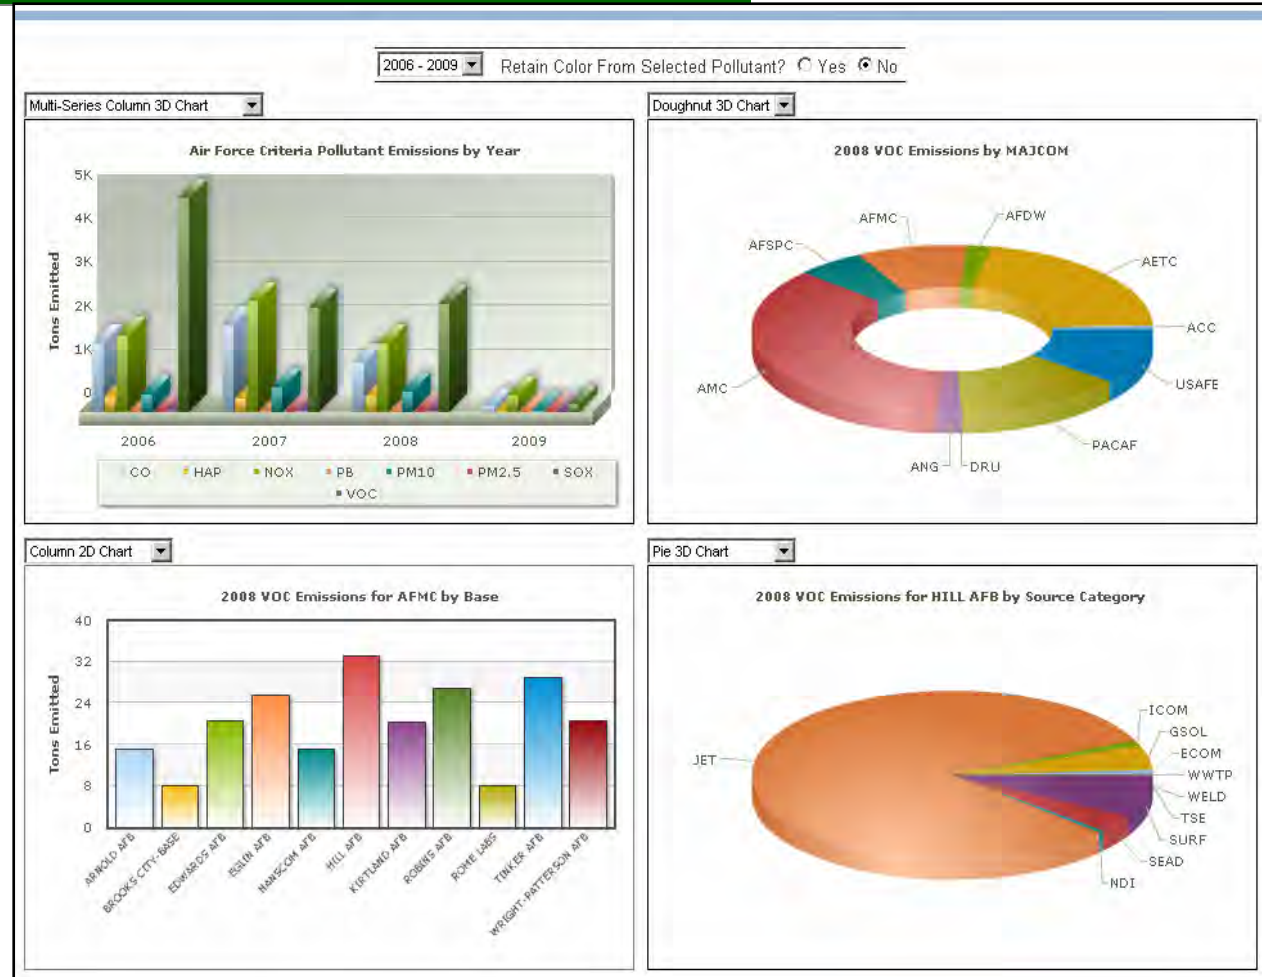 2006 - 2009 Retain Color From Selected Pollutant? Yes No
Multi-Series Column 3D Chart
Air Force Criteria Pollutant Emissions by Year
5K
4K
3K
2K
1K
0
Tons Emitted
2006 2007 2008 2009
CO HAP NOX PB PM10 PM2.5 SOX
VOC
Doughnut 3D Chart
2008 VOC Emissions by MAJCOM
AFMC
AFDW
AFSPC
AETC
ACC
USAFE
AMC
PACAF
ANG
DRU
Column 2D Chart
2008 VOC Emissions for AFMC by Base
40
32
24
16
8
0
Tons Emitted
ARNOLD AFB
BROOKS CITY-BASE
EDWARDS AFB
EGLIN AFB
HANSCOM AFB
HILL AFB
KIRTLAND AFB
ROBINS AFB
ROME LABS
TINKER AFB
WRIGHT-PATTERSON AFB
Pie 3D Chart
2008 VOC Emissions for HILL AFB by Source Category
ICOM
GSOL
ECOM
JET
WWTP
WELD
TSE
SURF
SEAD
NDI